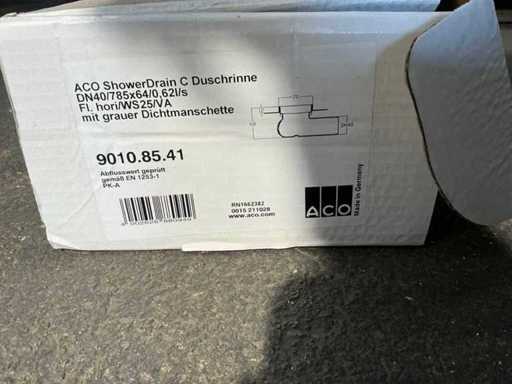 ACO ShowerDrain C Duschrinne
DN40/785x64/0,62l/s
Fl. hori/WS25/VA
mit grauer Dichtmanschette
9010.85.41
Abflusswert geprüft
gemäß EN 1253-1
PK-A
RN1662382
0015 211028
www.aco.com
ACO
Made in Germany